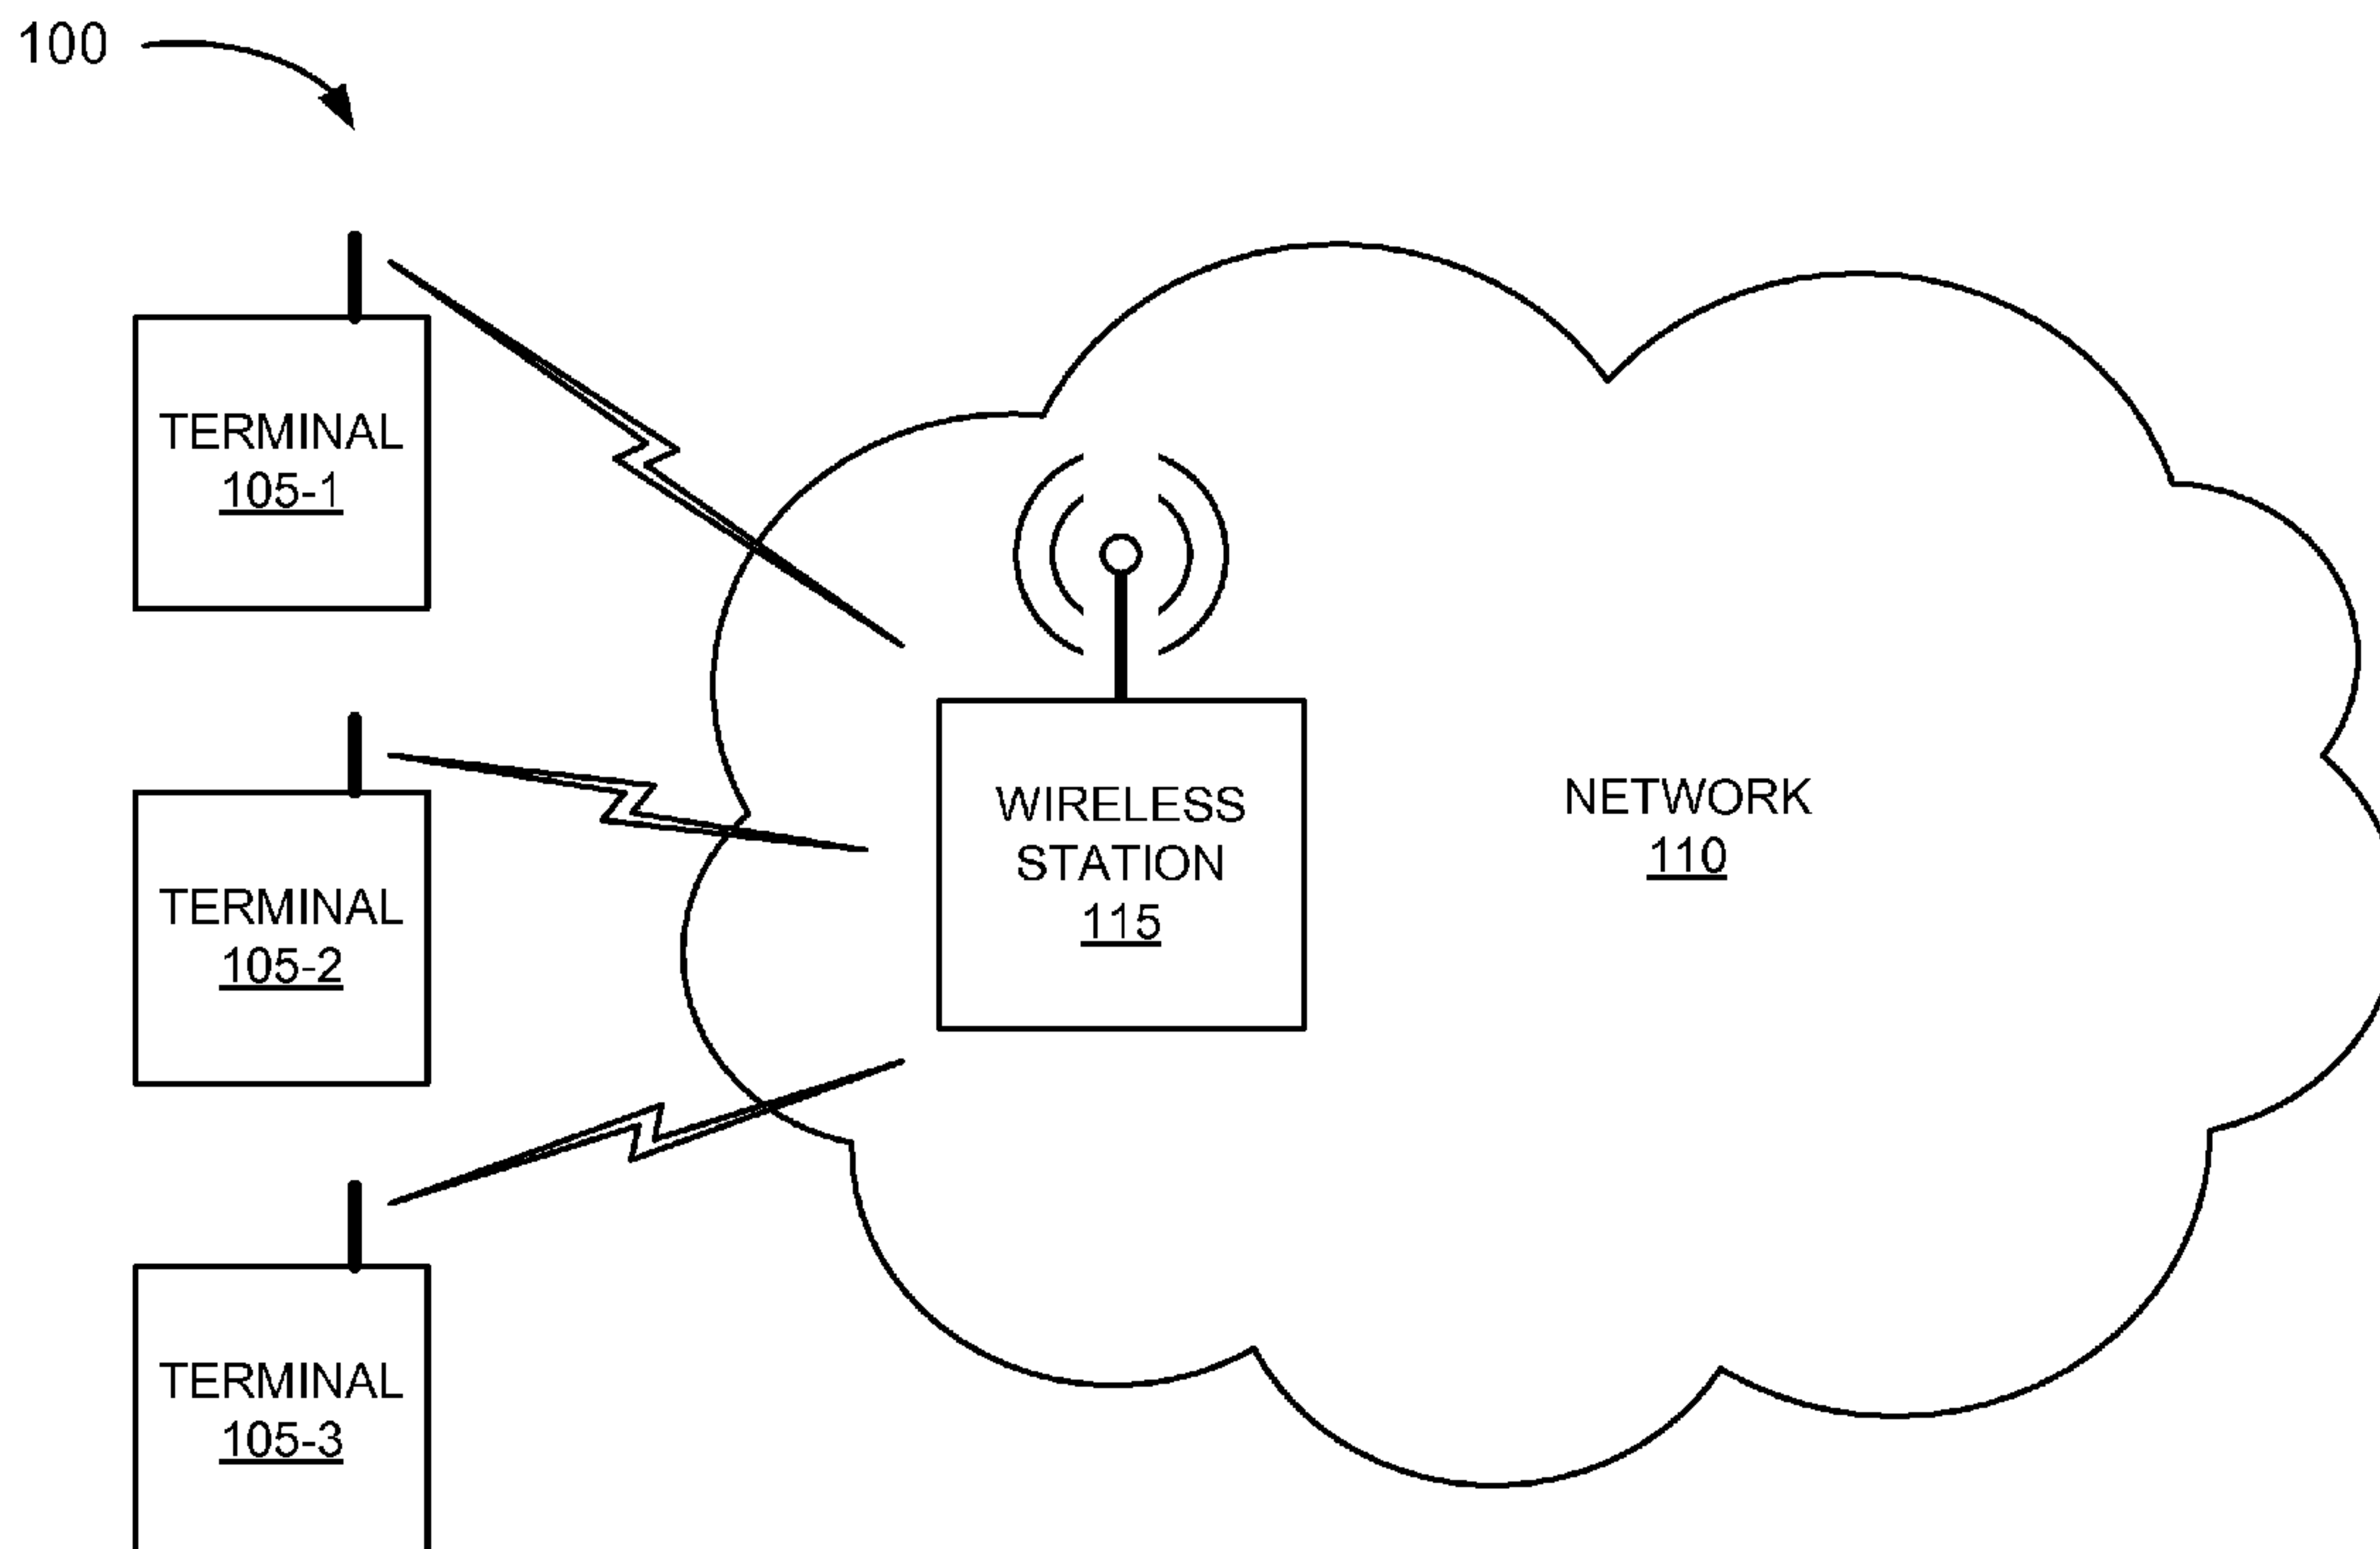 100
TERMINAL
105-1
TERMINAL
105-2
TERMINAL
105-3
WIRELESS
STATION
115
NETWORK
110